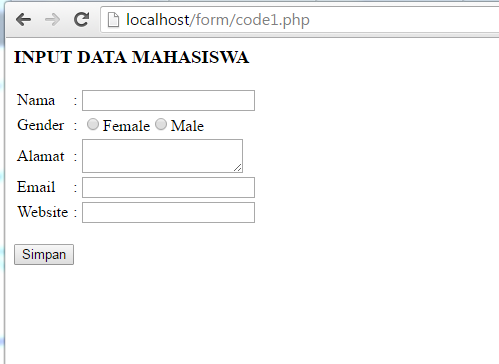 localhost/form/code1.php
INPUT DATA MAHASISWA
Nama :
Gender : Female Male
Alamat :
Email :
Website :
Simpan